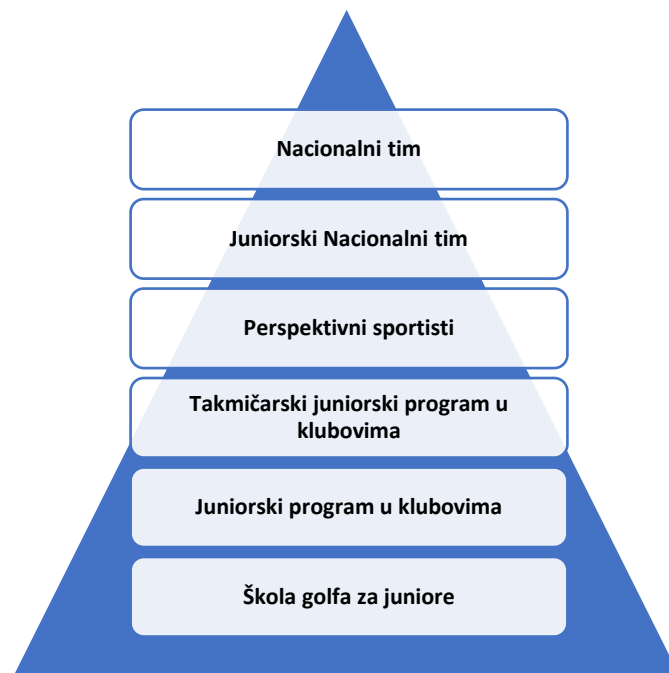 Nacionalni tim
Juniorski Nacionalni tim
Perspektivni sportisti
Takmičarski juniorski program u
klubovima
Juniorski program u klubovima
Škola golfa za juniore